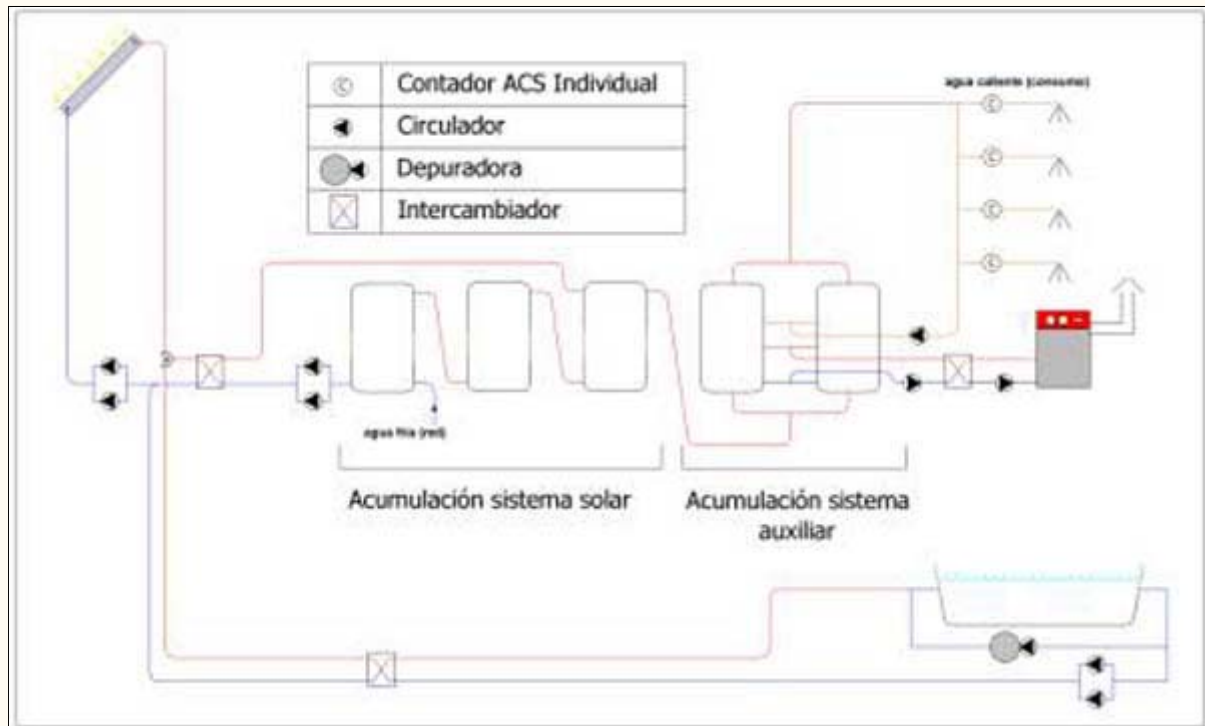 Contador ACS Individual
Circulador
Depuradora
Intercambiador
agua caliente (consumo)
C
C
C
C
C
agua fria (red)
Acumulación sistema solar
Acumulación sistema
auxiliar